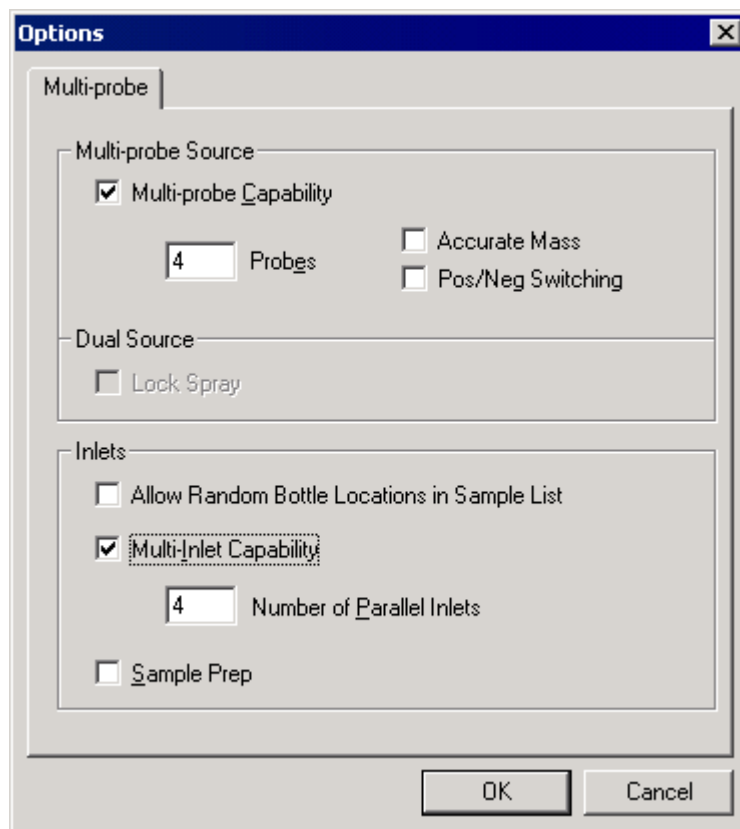 Options
Multi-probe
Multi-probe Source
Multi-probe Capability
4 Probes
Accurate Mass
Pos/Neg Switching
Dual Source
Lock Spray
Inlets
Allow Random Bottle Locations in Sample List
Multi-Inlet Capability
4 Number of Parallel Inlets
Sample Prep
OK Cancel